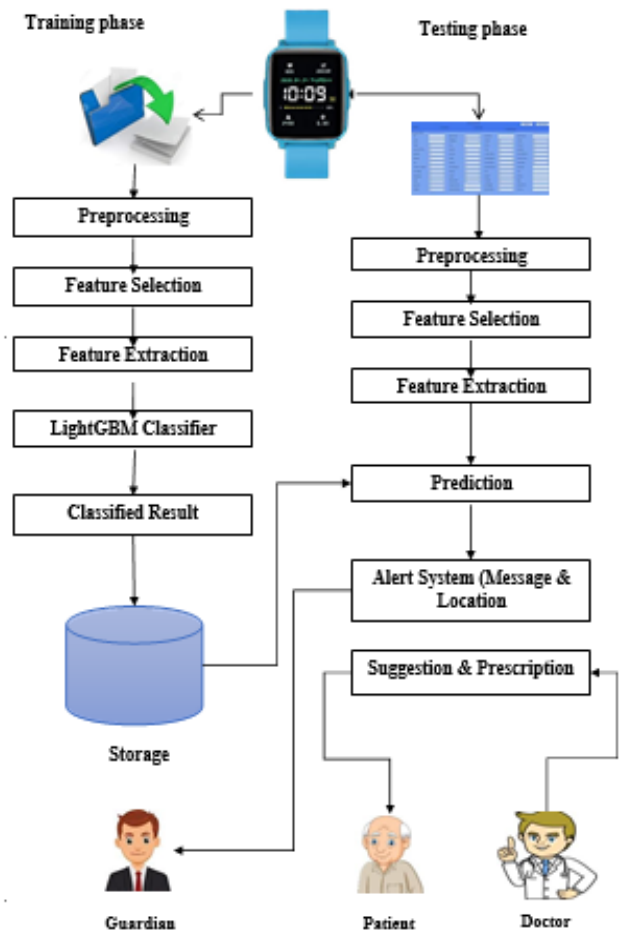 Training phase
Testing phase
10:09
Preprocessing
Feature Selection
Feature Extraction
LightGBM Classifier
Classified Result
Storage
Preprocessing
Feature Selection
Feature Extraction
Prediction
Alert System (Message &
Location
Suggestion & Prescription
Guardian
Patient
Doctor